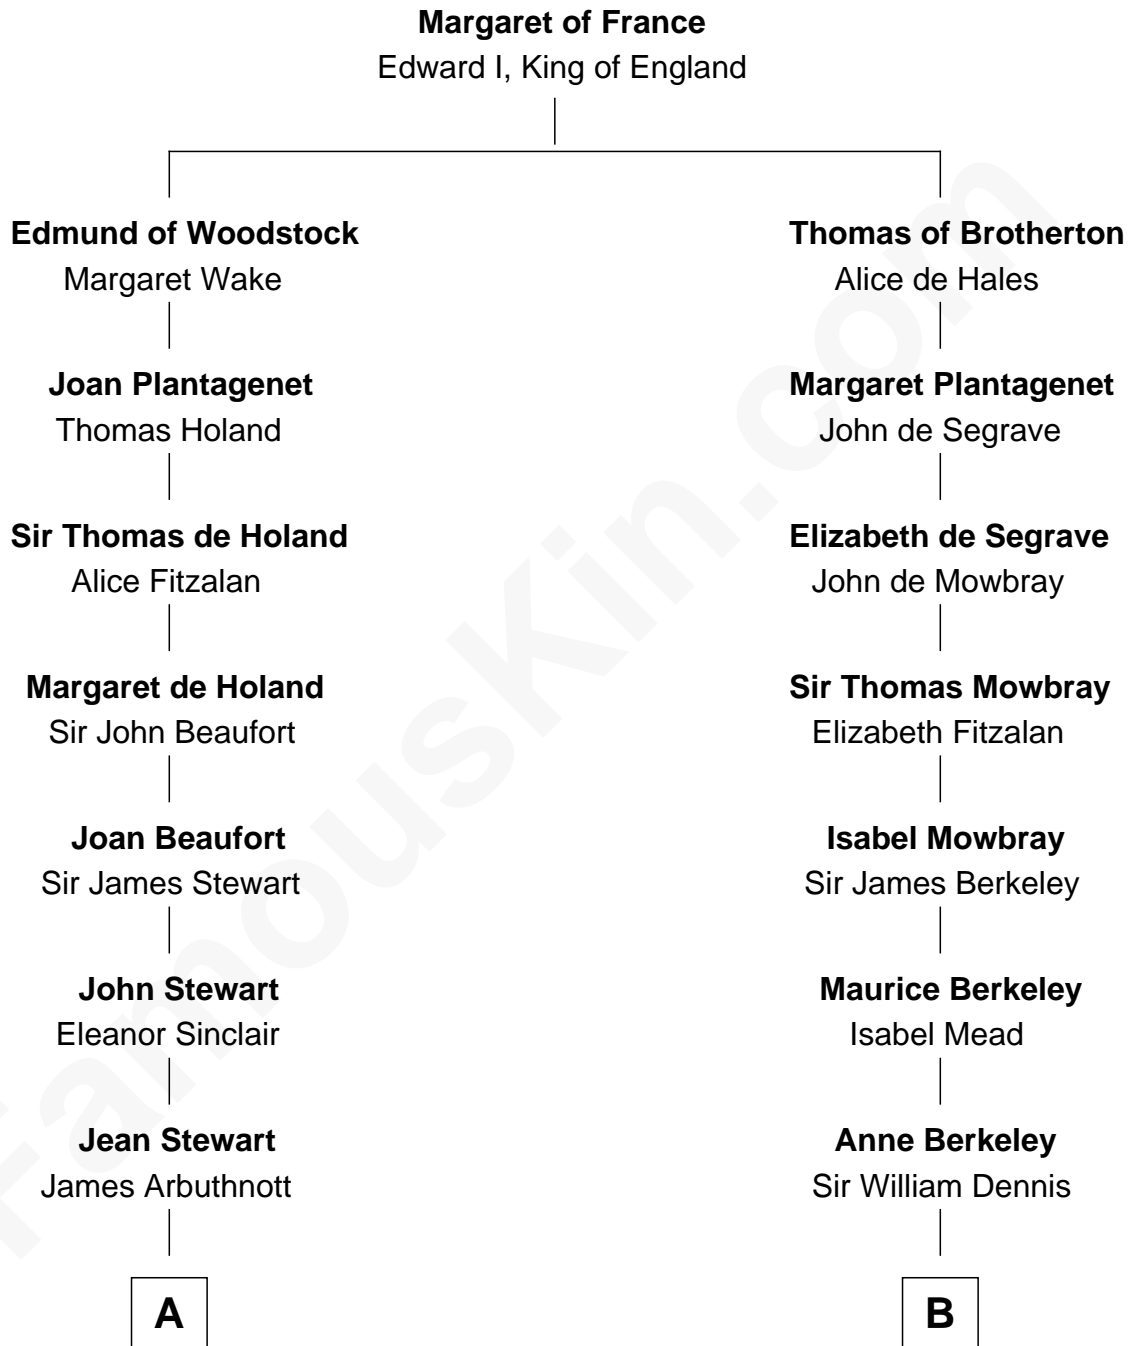 Margaret of France
Edward I, King of England
Edmund of Woodstock
Margaret Wake
Joan Plantagenet
Thomas Holand
Sir Thomas de Holand
Alice Fitzalan
Margaret de Holand
Sir John Beaufort
Joan Beaufort
Sir James Stewart
John Stewart
Eleanor Sinclair
Jean Stewart
James Arbuthnott
A
Thomas of Brotherton
Alice de Hales
Margaret Plantagenet
John de Segrave
Elizabeth de Segrave
John de Mowbray
Sir Thomas Mowbray
Elizabeth Fitzalan
Isabel Mowbray
Sir James Berkeley
Maurice Berkeley
Isabel Mead
Anne Berkeley
Sir William Dennis
B
FamousKin.com